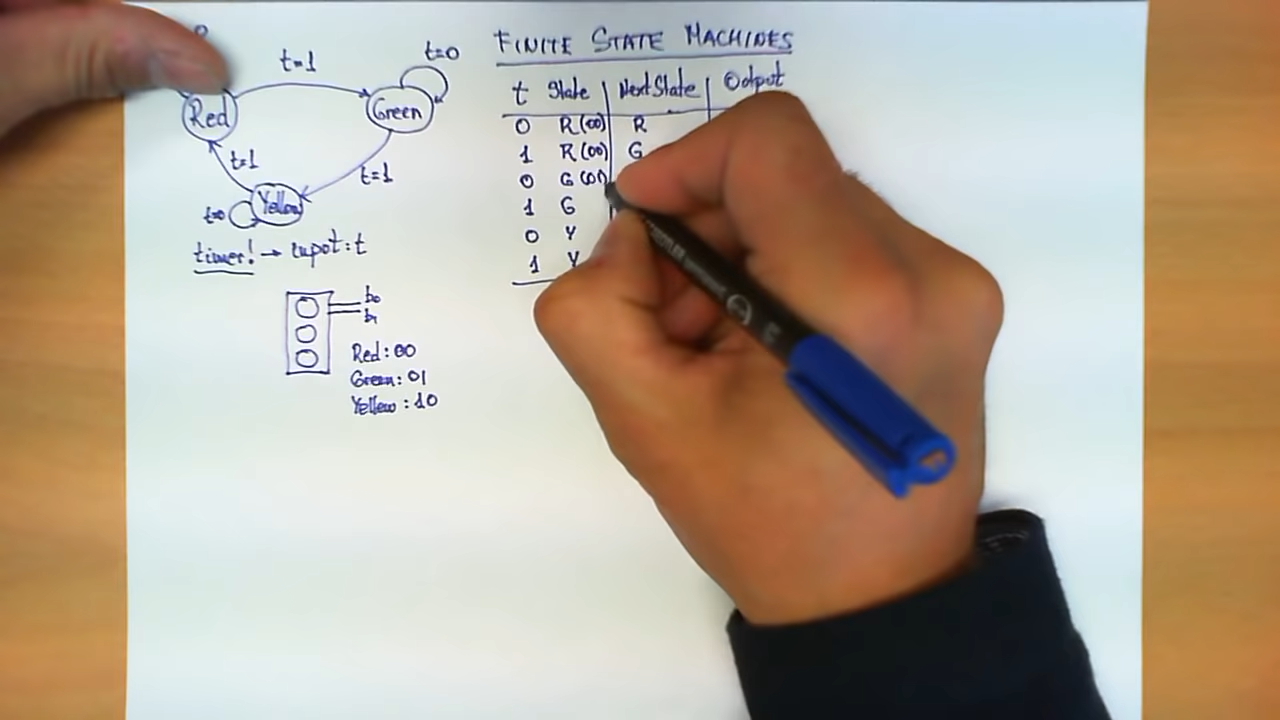 FINITE STATE MACHINES
t=1
t=0
Red
Green
t=1
t=1
t=0
Yellow
timer! → input: t
b0
b1
Red: 00
Green: 01
Yellow: 10
t State Next State Output
0 R(00) R
1 R(00) G
0 G(01)
1 G
0 Y
1 Y
STAEDTLER